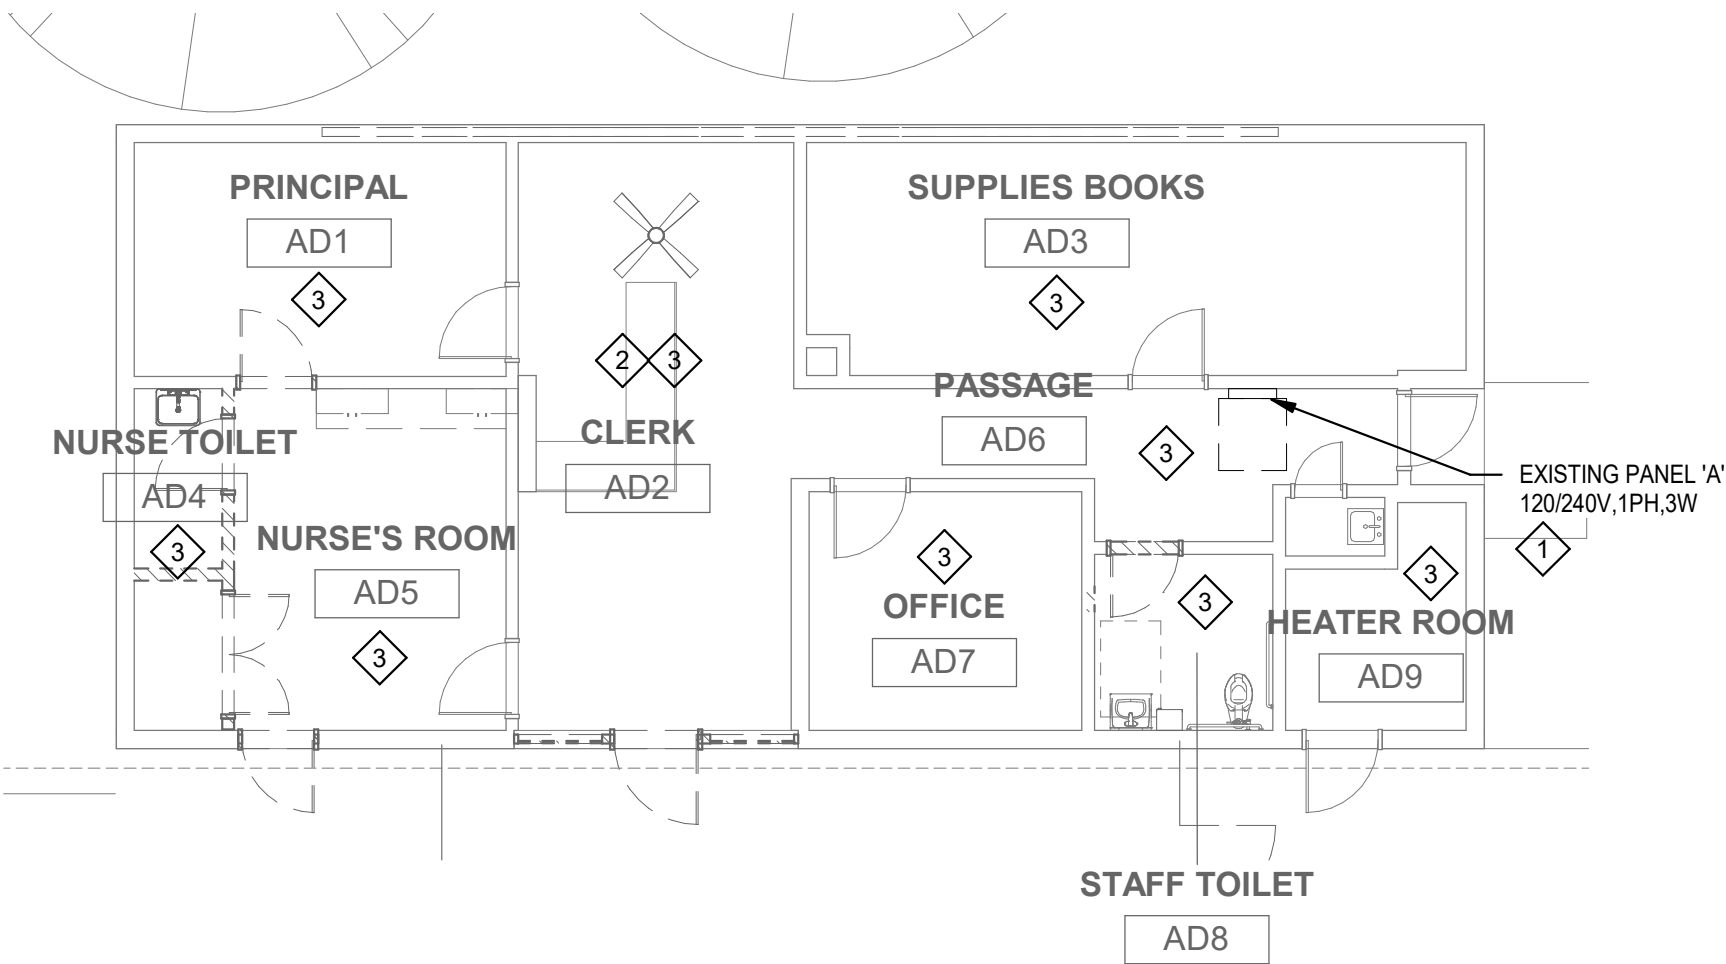 PRINCIPAL
AD1
3
SUPPLIES BOOKS
AD3
3
2
3
CLERK
AD2
PASSAGE
AD6
3
EXISTING PANEL 'A'
120/240V,1PH,3W
1
NURSE TOILET
AD4
3
NURSE'S ROOM
AD5
3
3
OFFICE
AD7
3
3
HEATER ROOM
AD9
STAFF TOILET
AD8